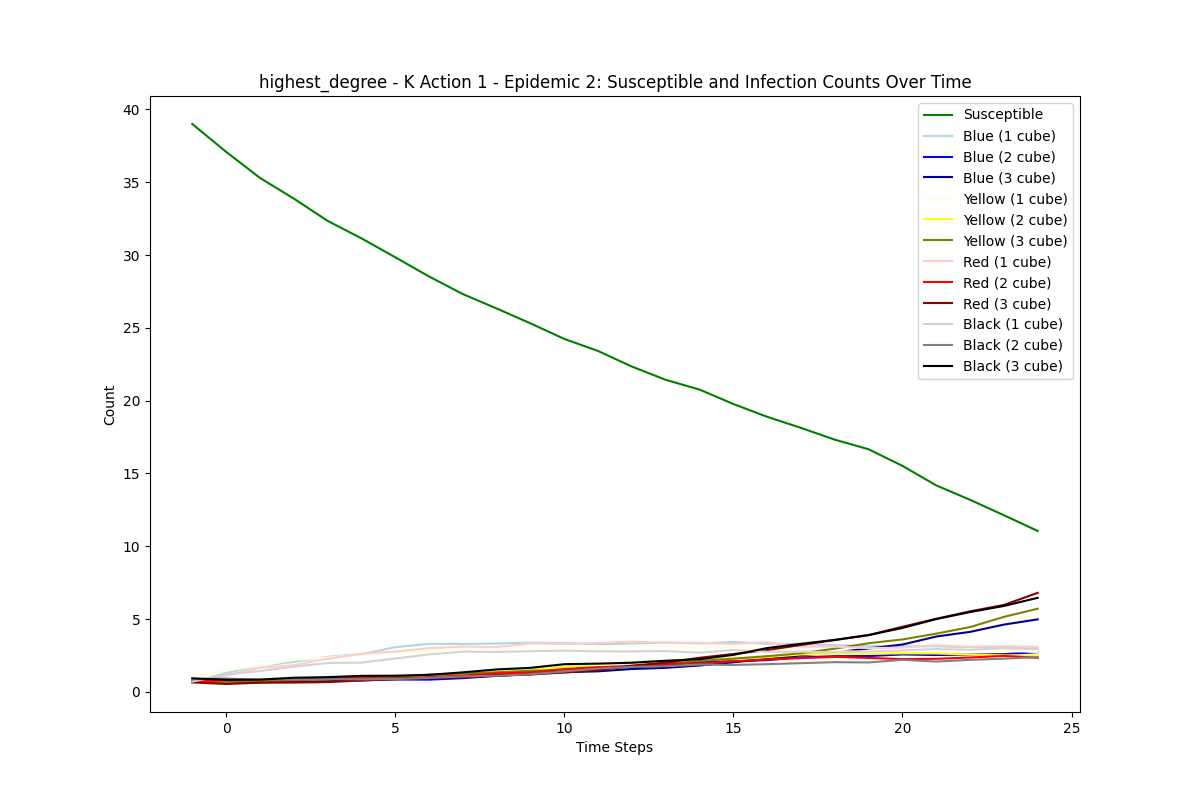 highest_degree - K Action 1 - Epidemic 2: Susceptible and Infection Counts Over Time
40
35
30
25
20
15
10
5
0
Count
0 5 10 15 20 25
Time Steps
Susceptible
Blue (1 cube)
Blue (2 cube)
Blue (3 cube)
Yellow (1 cube)
Yellow (2 cube)
Yellow (3 cube)
Red (1 cube)
Red (2 cube)
Red (3 cube)
Black (1 cube)
Black (2 cube)
Black (3 cube)